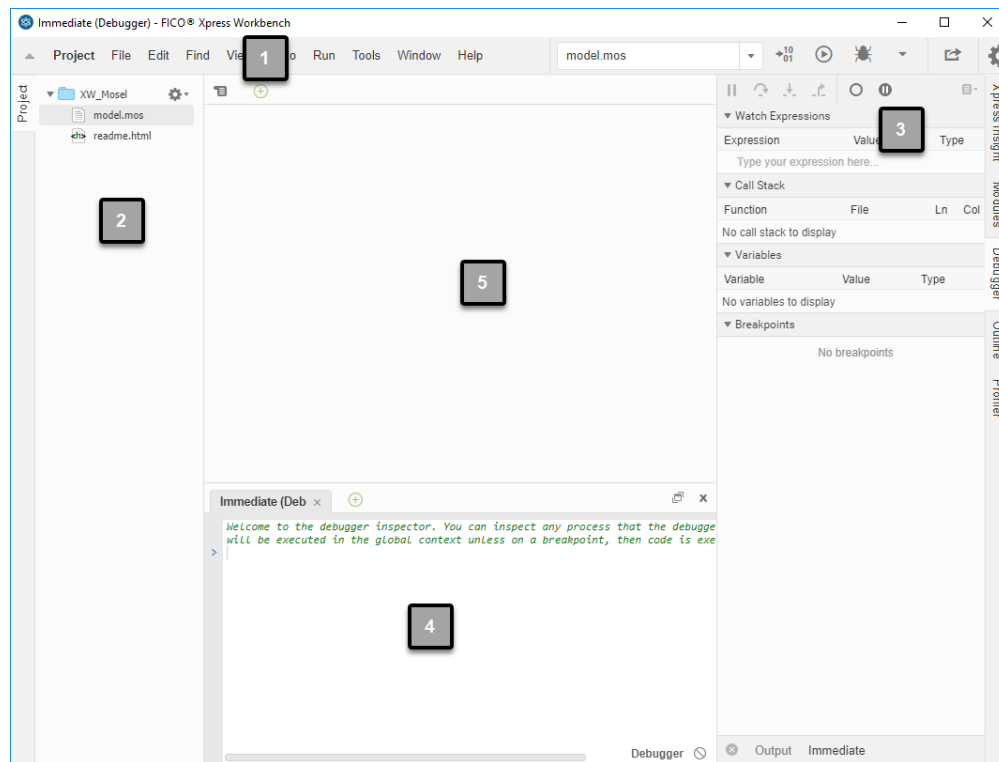 Immediate (Debugger) - FICO® Xpress Workbench
Project File Edit Find Vie 1 o Run Tools Window Help model.mos
10
01
Project
XW_Mosel
model.mos
<h>
readme.html
2
5
Watch Expressions
3
Expression Value Type
Type your expression here...
Call Stack
Function File Ln Col
No call stack to display
Variables
Variable Value Type
No variables to display
Breakpoints
No breakpoints
Xpress Insight
Modules
Debugger
Outline
Profiler
Immediate (Deb ×
Welcome to the debugger inspector. You can inspect any process that the debugge
will be executed in the global context unless on a breakpoint, then code is exe
>
4
Debugger
Output Immediate